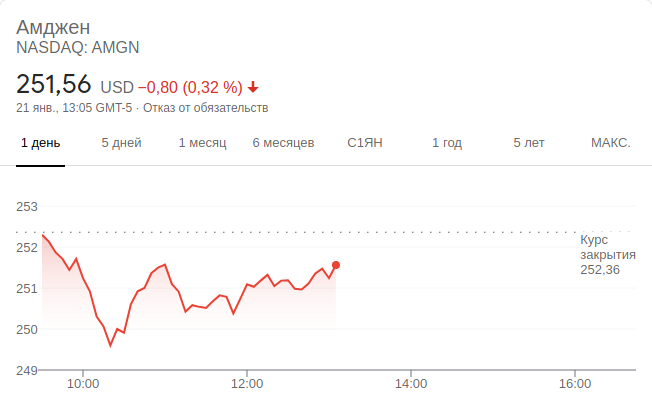 Амджен
NASDAQ: AMGN
251,56 USD −0,80 (0,32 %)
21 янв., 13:05 GMT-5 · Отказ от обязательств
1 день 5 дней 1 месяц 6 месяцев С1ЯН 1 год 5 лет МАКС.
253
252
251
250
249
Курс
закрытия
252,36
10:00 12:00 14:00 16:00